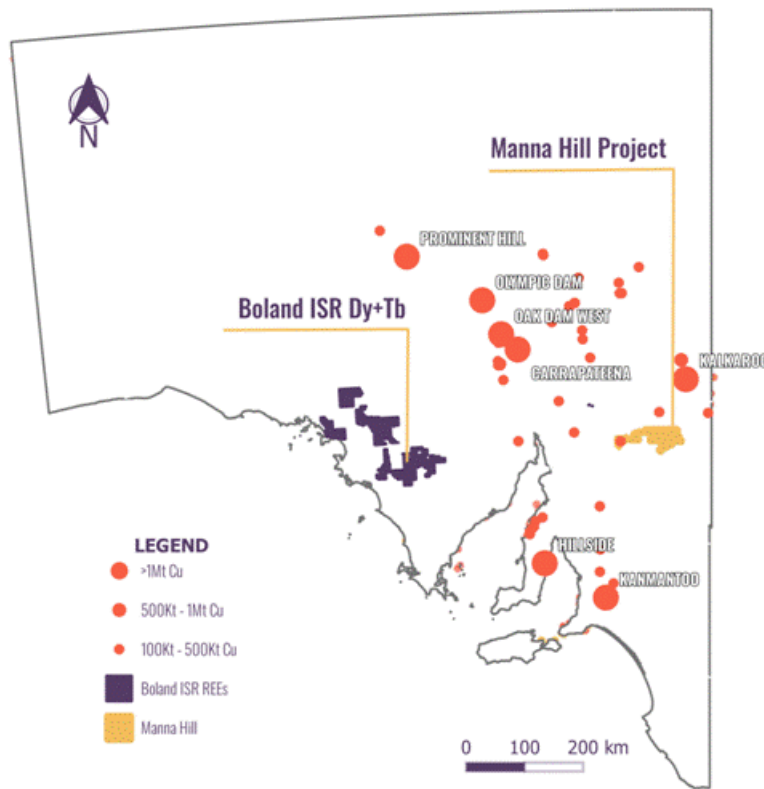 N
Manna Hill Project
PROMINENT HILL
OLYMPIC DAM
Boland ISR Dy+Tb
OAK DAM WEST
CARRAPATEENA
KALKAROO
LEGEND
>1Mt Cu
500Kt - 1Mt Cu
100Kt - 500Kt Cu
Boland ISR REEs
Manna Hill
HILLSIDE
KANMANTOO
0 100 200 km